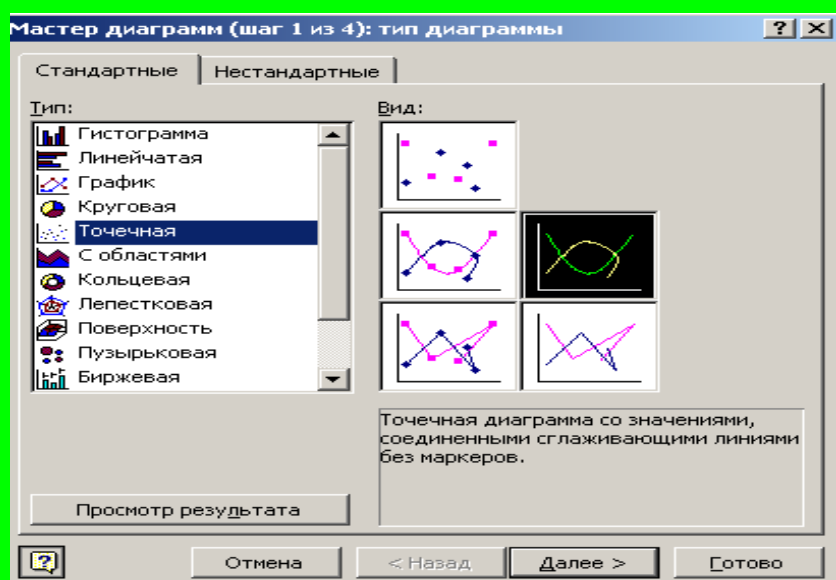 Мастер диаграмм (шаг 1 из 4): тип диаграммы
Стандартные Нестандартные
Тип:
Гистограмма
Линейчатая
График
Круговая
Точечная
С областями
Кольцевая
Лепестковая
Поверхность
Пузырьковая
Биржевая
Вид:
Точечная диаграмма со значениями,
соединенными сглаживающими линиями
без маркеров.
Просмотр результата
Отмена < Назад Далее > Готово